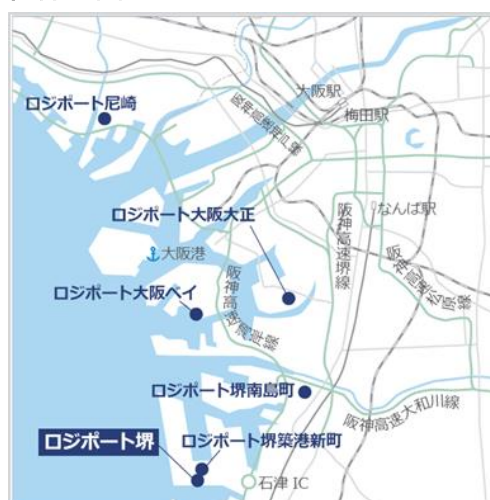 大阪駅
ロジポート尼崎
梅田駅
阪神高速神戸線
ロジポート大阪大正
なんば駅
阪神高速堺線
大阪港
阪神高速湾岸線
阪神高速松原線
ロジポート大阪ベイ
ロジポート堺南島町
阪神高速大和川線
ロジポート堺
ロジポート堺築港新町
石津 IC